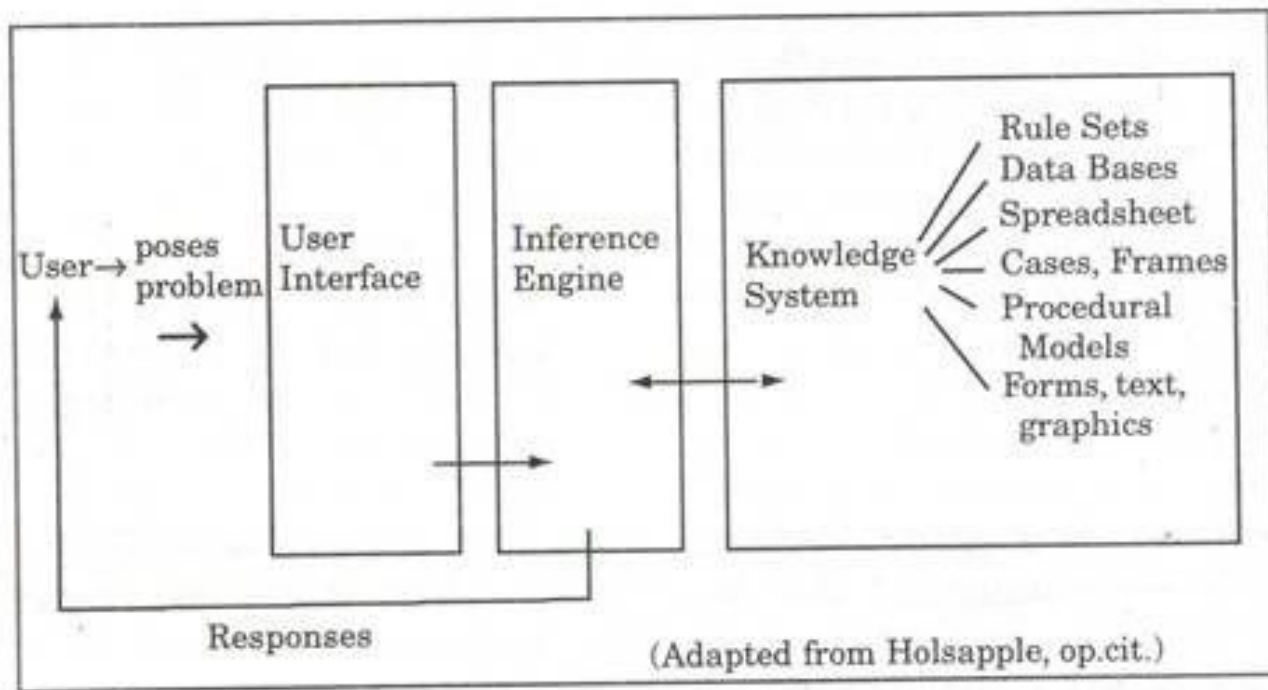 User→ poses
problem
→
User
Interface
Inference
Engine
Knowledge
System
Rule Sets
Data Bases
Spreadsheet
Cases, Frames
Procedural
Models
Forms, text,
graphics
Responses
(Adapted from Holsapple, op.cit.)